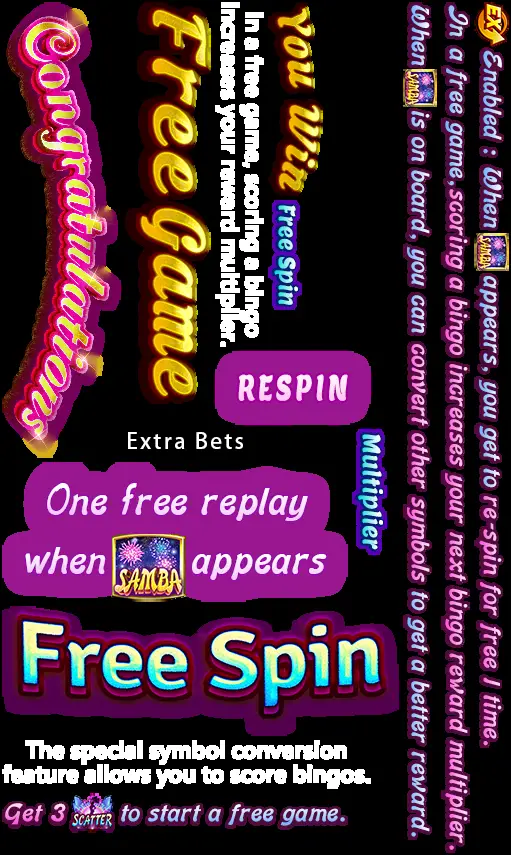 Congratulations
Free Game
In a free game, scoring a bingo
increases your reward multiplier.
You Win
Free Spin
EX Enabled : When SAMBA appears, you get to re-spin for free 1 time.
In a free game, scoring a bingo increases your next bingo reward multiplier.
When SAMBA is on board, you can convert other symbols to get a better reward.
RESPIN
Extra Bets
Multiplier
One free replay
when SAMBA appears
Free Spin
The special symbol conversion
feature allows you to score bingos.
Get 3 SCATTER to start a free game.